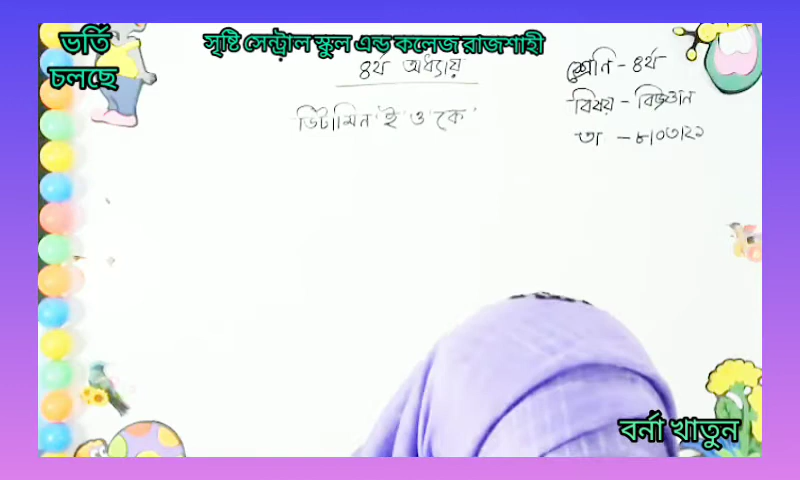 ভর্তি
চলছে
সৃষ্টি সেন্ট্রাল স্কুল এন্ড কলেজ রাজশাহী
৪র্থ অধ্যায়
ভিটামিন 'ই' ও 'কে'
শ্রেনি - ৪র্থ
বিষয় - বিজ্ঞান
তা - ৮/০৩/২১
বর্না খাতুন